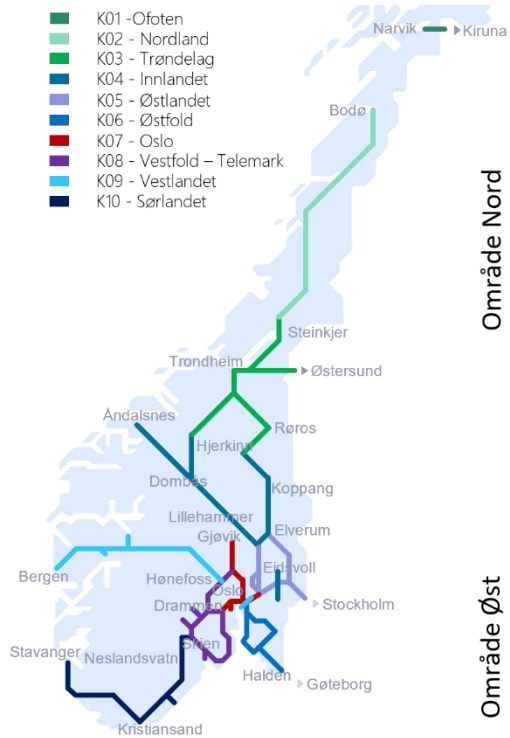 K01 -Ofoten
K02 - Nordland
K03 - Trøndelag
K04 - Innlandet
K05 - Østlandet
K06 - Østfold
K07 - Oslo
K08 - Vestfold – Telemark
K09 - Vestlandet
K10 - Sørlandet
Narvik
Kiruna
Bodø
Område Nord
Steinkjer
Trondheim
Østersund
Åndalsnes
Hjerkinn
Røros
Dombås
Koppang
Lillehammer
Elverum
Gjøvik
Eidsvoll
Bergen
Hønefoss
Oslo
Drammen
Stockholm
Skien
Stavanger
Neslandsvatn
Halden
Gøteborg
Kristiansand
Område Øst